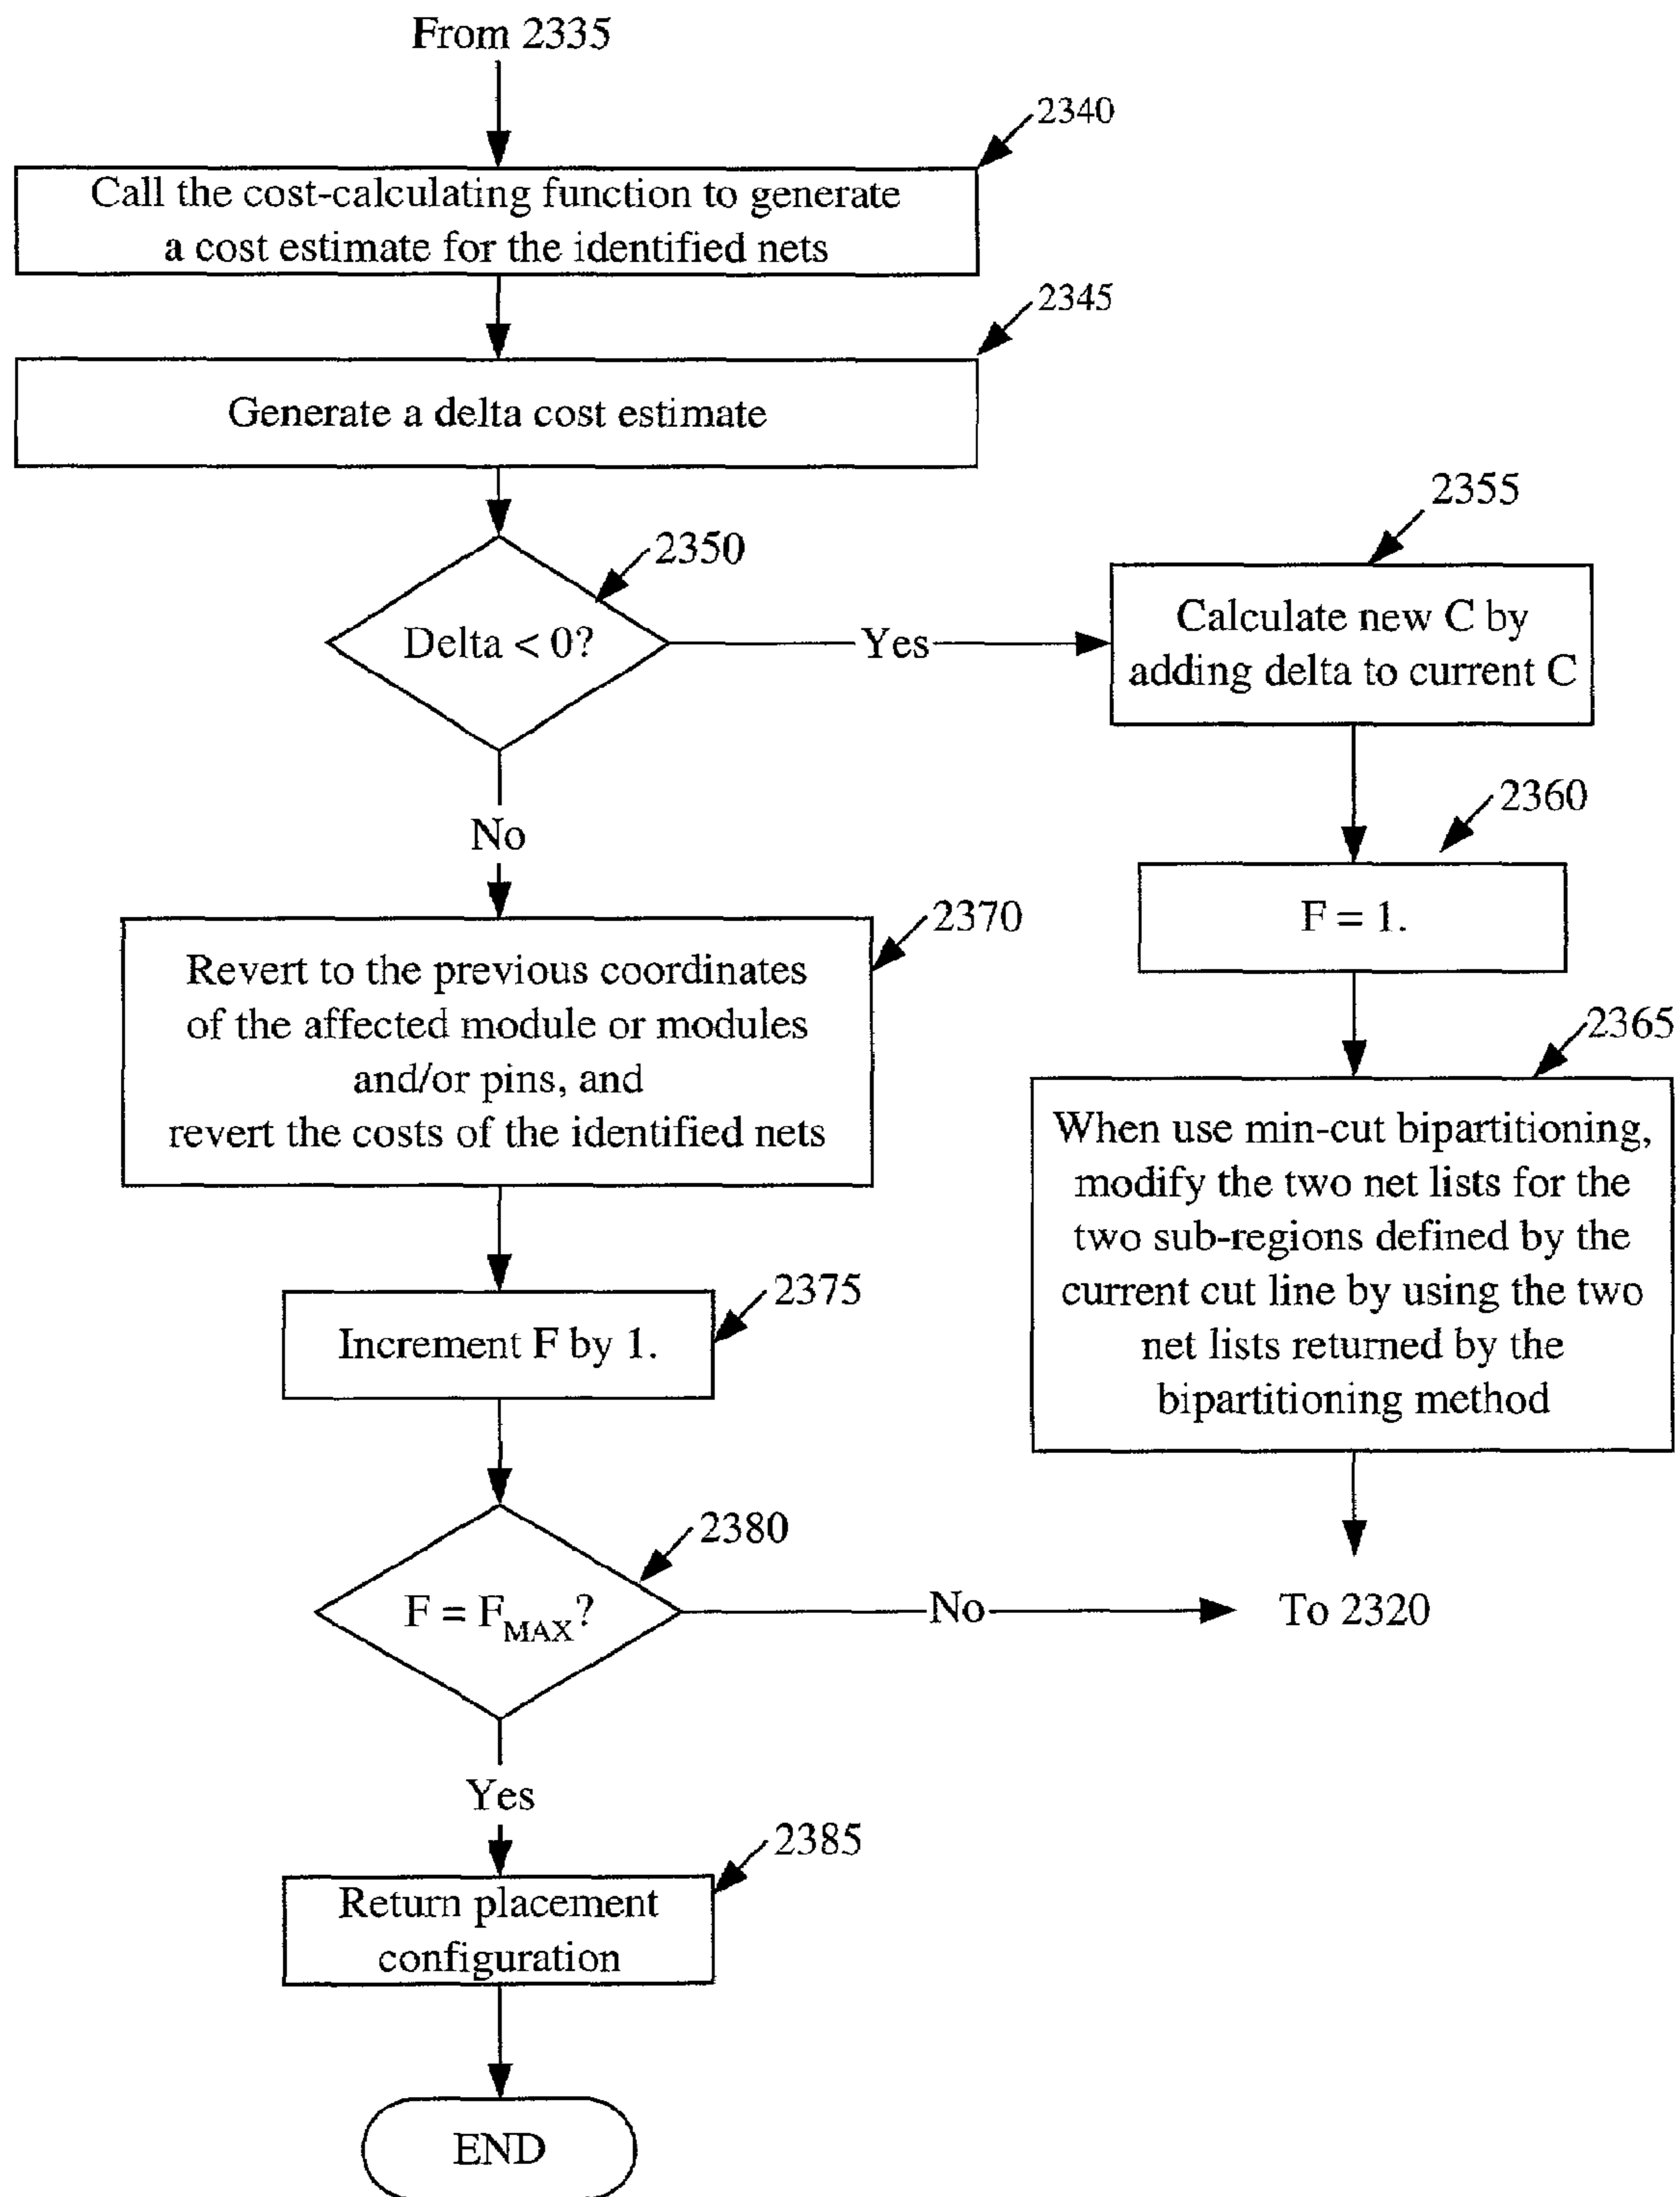 From 2335
2340
Call the cost-calculating function to generate
a cost estimate for the identified nets
2345
Generate a delta cost estimate
2350
Delta < 0?
Yes
2355
Calculate new C by
adding delta to current C
2360
F = 1.
2365
When use min-cut bipartitioning,
modify the two net lists for the
two sub-regions defined by the
current cut line by using the two
net lists returned by the
bipartitioning method
No
2370
Revert to the previous coordinates
of the affected module or modules
and/or pins, and
revert the costs of the identified nets
2375
Increment F by 1.
2380
F = F_MAX?
No
To 2320
Yes
2385
Return placement
configuration
END